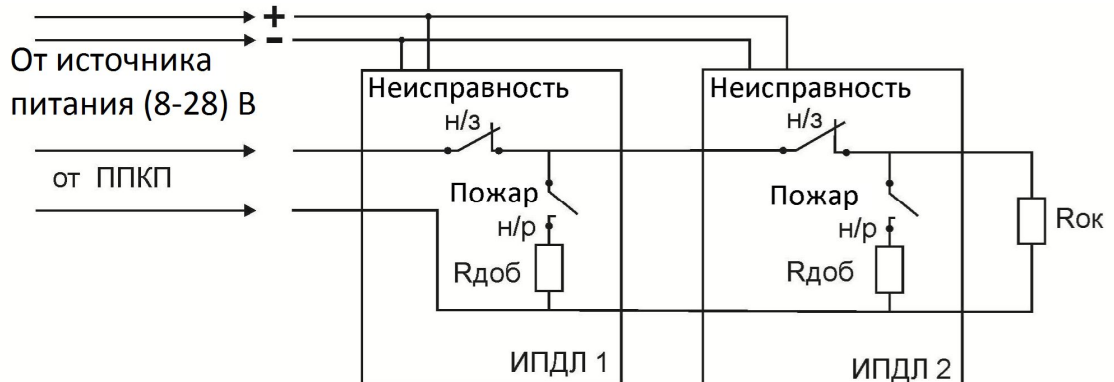 +
-
От источника
питания (8-28) В
Неисправность
Неисправность
н/з
н/з
от ППКП
Пожар
Пожар
н/р
н/р
Rдоб
Rдоб
Rок
ИПДЛ 1
ИПДЛ 2